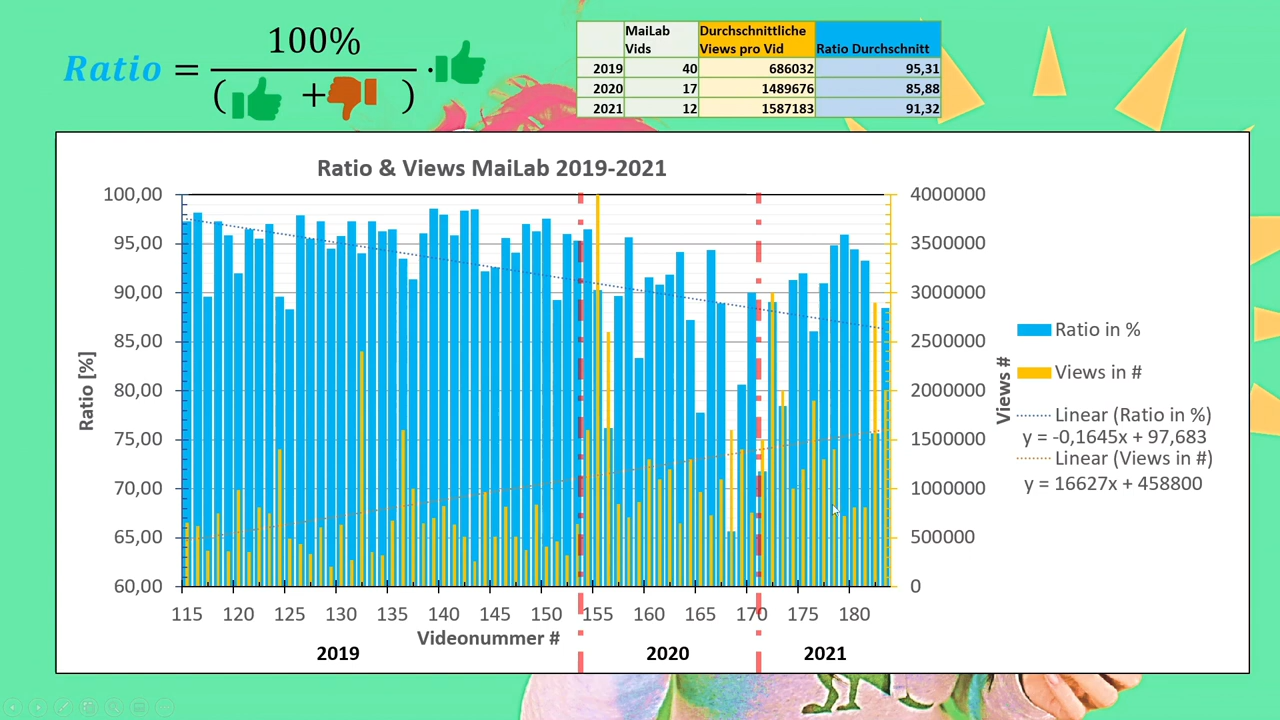 Ratio = 100% / ( + ) ·
MaiLab Vids Durchschnittliche Views pro Vid Ratio Durchschnitt
2019 40 686032 95,31
2020 17 1489676 85,88
2021 12 1587183 91,32
Ratio & Views MaiLab 2019-2021
100,00 4000000
95,00 3500000
90,00 3000000
85,00 2500000
80,00 2000000
75,00 1500000
70,00 1000000
65,00 500000
60,00 0
Ratio [%]
Views #
115 120 125 130 135 140 145 150 155 160 165 170 175 180
Videonummer #
2019 2020 2021
Ratio in %
Views in #
Linear (Ratio in %)
y = -0,1645x + 97,683
Linear (Views in #)
y = 16627x + 458800